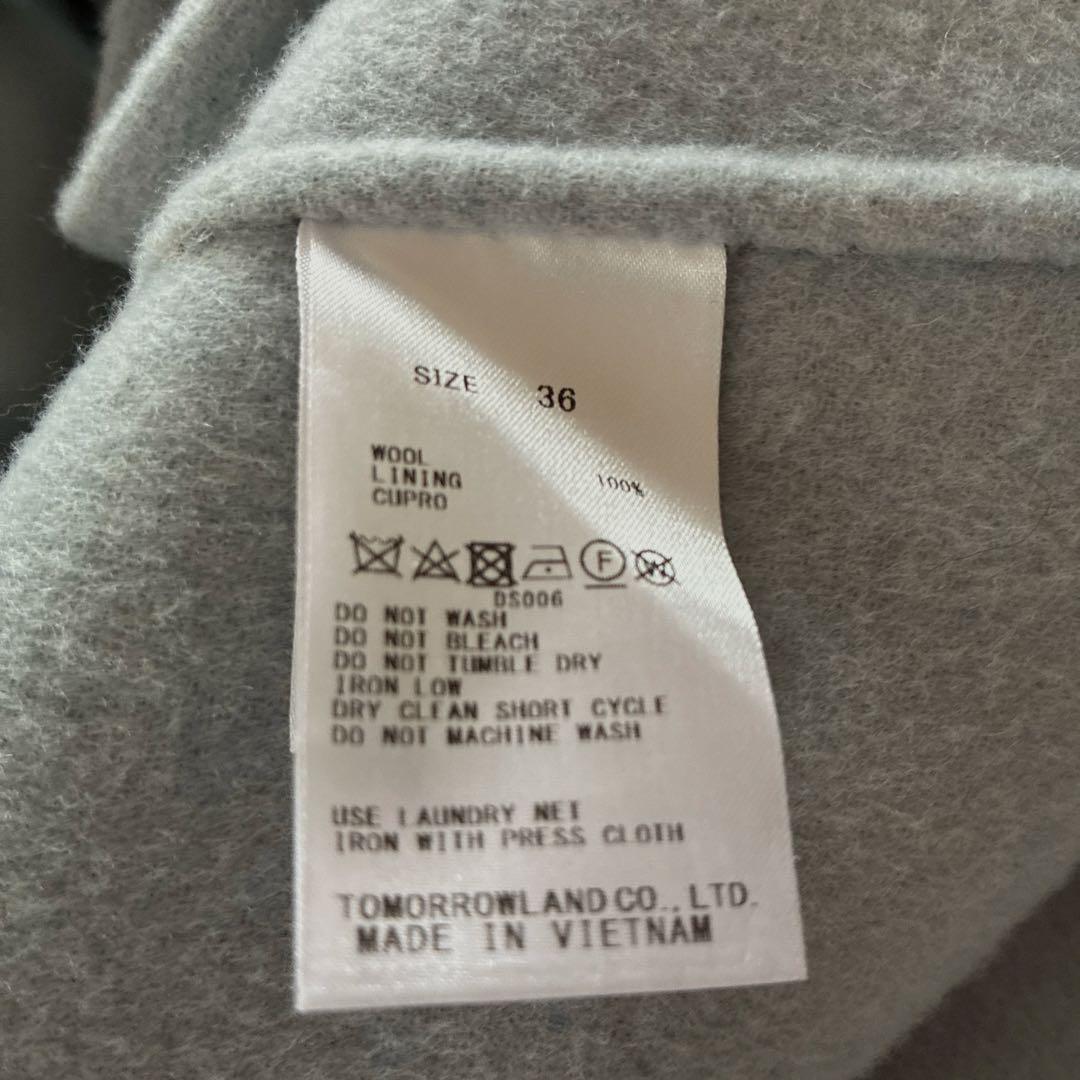 SIZE 36
WOOL
LINING 100%
CUPRO
F W
DS006
DO NOT WASH
DO NOT BLEACH
DO NOT TUMBLE DRY
IRON LOW
DRY CLEAN SHORT CYCLE
DO NOT MACHINE WASH
USE LAUNDRY NET
IRON WITH PRESS CLOTH
TOMORROWLAND CO., LTD.
MADE IN VIETNAM